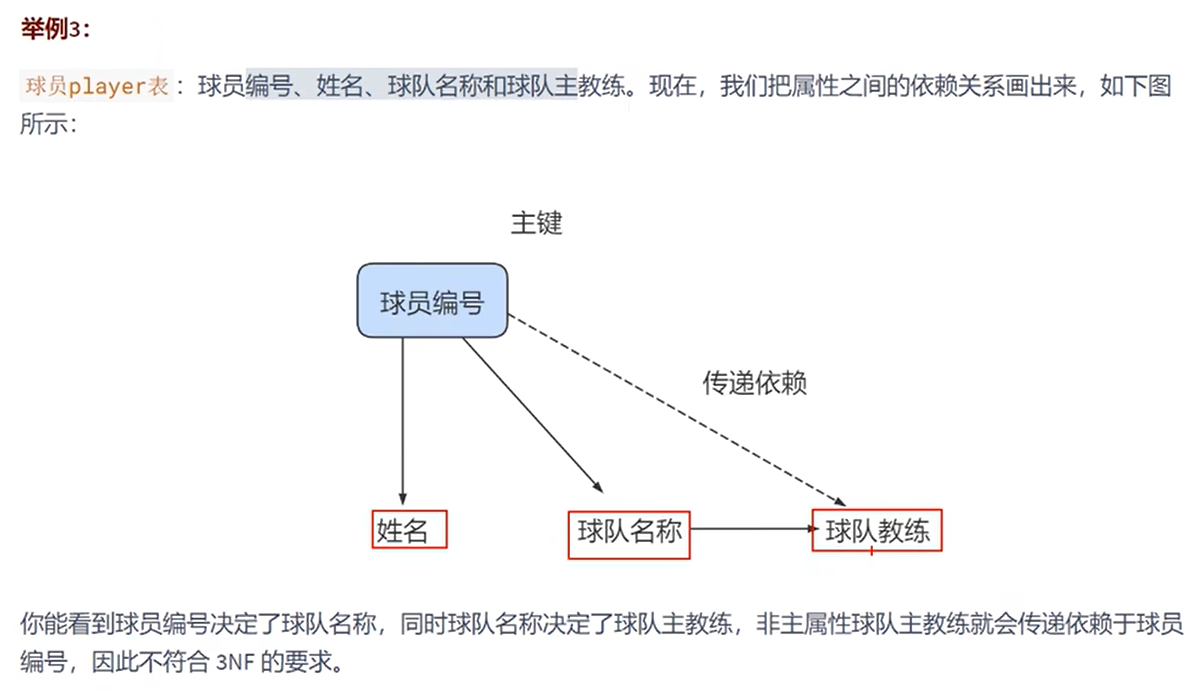 举例3：
球员player表：球员编号、姓名、球队名称和球队主教练。现在，我们把属性之间的依赖关系画出来，如下图
所示：
主键
球员编号
传递依赖
姓名
球队名称
球队教练
你能看到球员编号决定了球队名称，同时球队名称决定了球队主教练，非主属性球队主教练就会传递依赖于球员
编号，因此不符合 3NF 的要求。